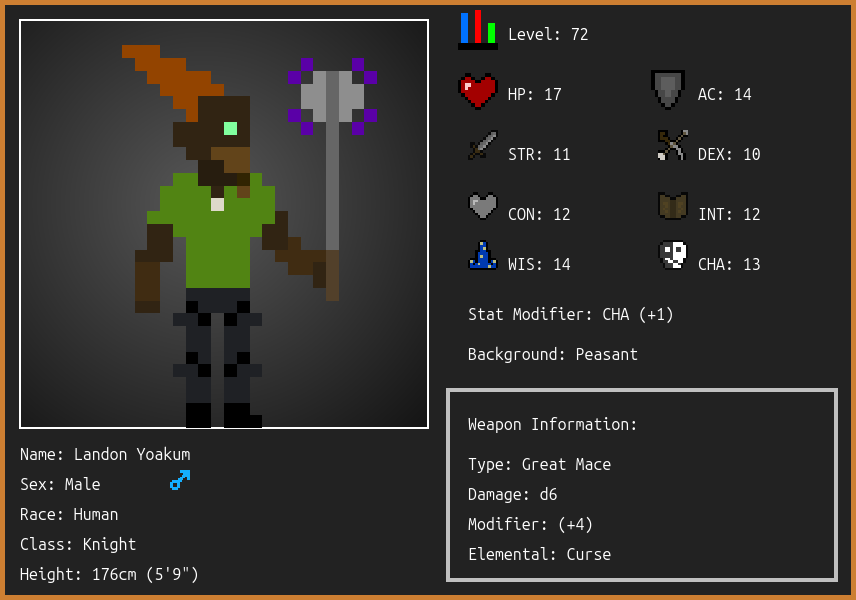 Level: 72
HP: 17
AC: 14
STR: 11
DEX: 10
CON: 12
INT: 12
WIS: 14
CHA: 13
Stat Modifier: CHA (+1)
Background: Peasant
Weapon Information:
Type: Great Mace
Damage: d6
Modifier: (+4)
Elemental: Curse
Name: Landon Yoakum
Sex: Male
Race: Human
Class: Knight
Height: 176cm (5'9")